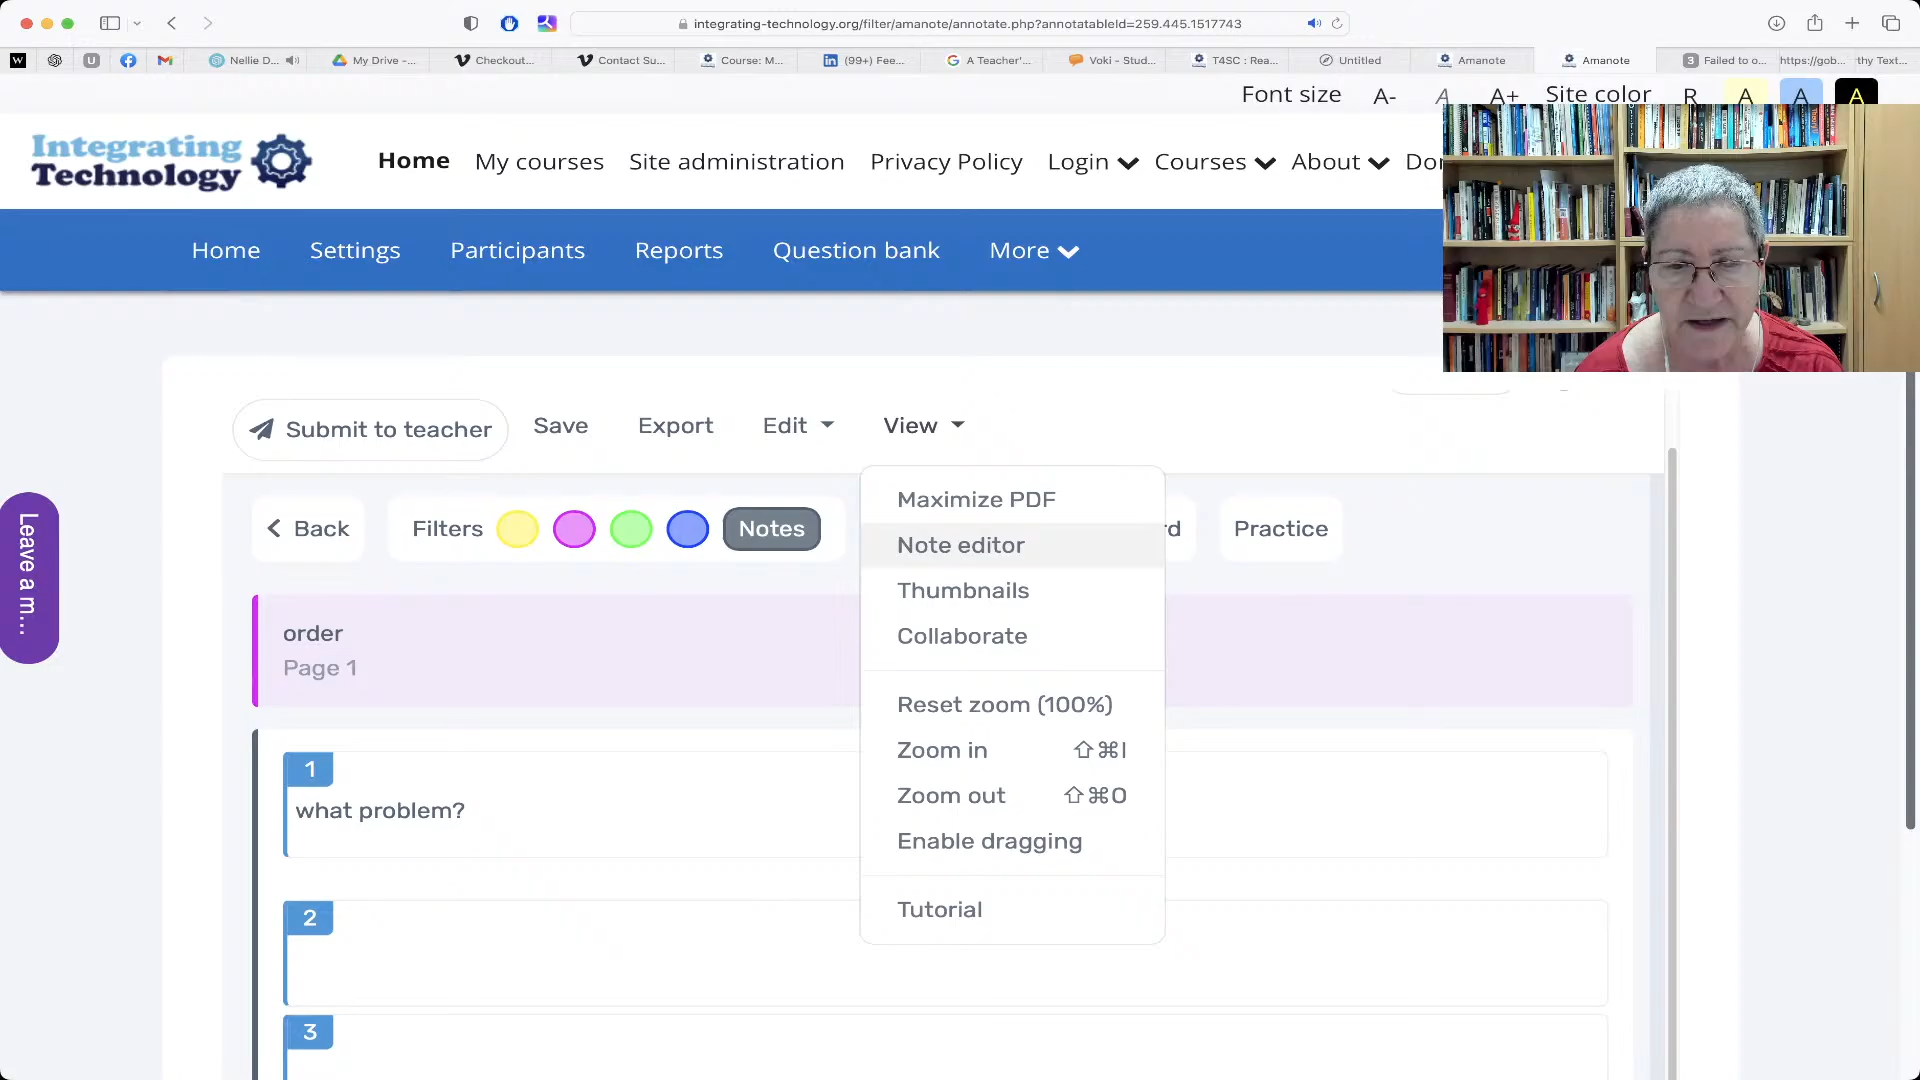 integrating-technology.org/filter/amanote/annotate.php?annotatableId=259.445.1517743
W
U
Nellie D...
My Drive -...
Checkout...
Contact Su...
Course: M...
(99+) Fee...
A Teacher'...
Voki - Stud...
T4SC : Rea...
Untitled
Amanote
Amanote
3 Failed to o...
https://gob...
thy Text...
Font size A- A A+ Site color R A A A
Integrating
Technology
Home My courses Site administration Privacy Policy Login Courses About Don
Home Settings Participants Reports Question bank More
Submit to teacher Save Export Edit View
Back Filters Notes rd Practice
Maximize PDF
Note editor
Thumbnails
Collaborate
Reset zoom (100%)
Zoom in ⇧⌘I
Zoom out ⇧⌘O
Enable dragging
Tutorial
Leave a m...
order
Page 1
1
what problem?
2
3